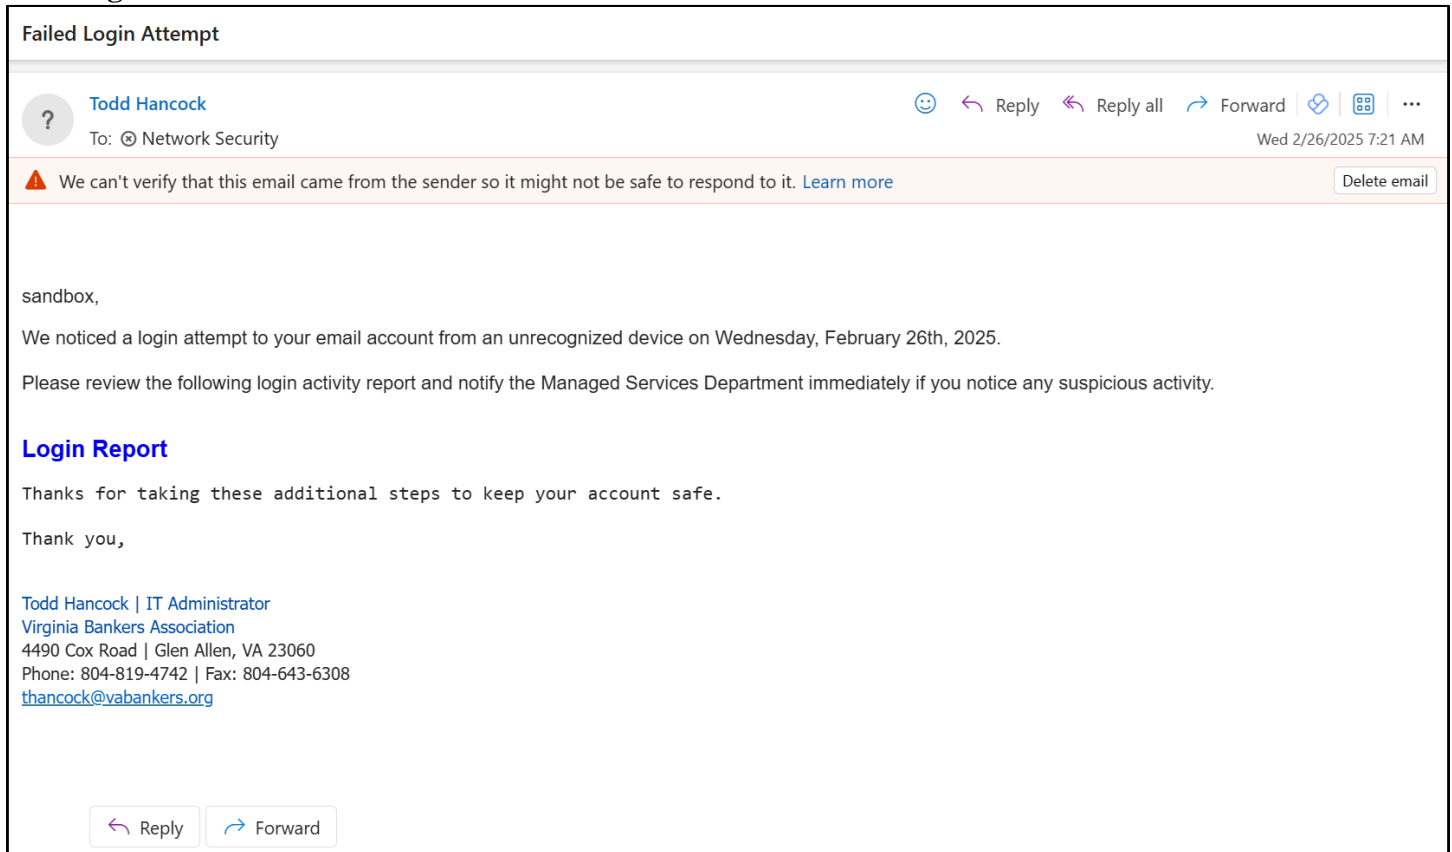 Failed Login Attempt
?
Todd Hancock
Reply Reply all Forward
To: Network Security
Wed 2/26/2025 7:21 AM
We can't verify that this email came from the sender so it might not be safe to respond to it. Learn more
Delete email
sandbox,
We noticed a login attempt to your email account from an unrecognized device on Wednesday, February 26th, 2025.
Please review the following login activity report and notify the Managed Services Department immediately if you notice any suspicious activity.
Login Report
Thanks for taking these additional steps to keep your account safe.
Thank you,
Todd Hancock | IT Administrator
Virginia Bankers Association
4490 Cox Road | Glen Allen, VA 23060
Phone: 804-819-4742 | Fax: 804-643-6308
thancock@vabankers.org
Reply Forward